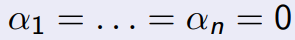 α₁ = … = αₙ = 0